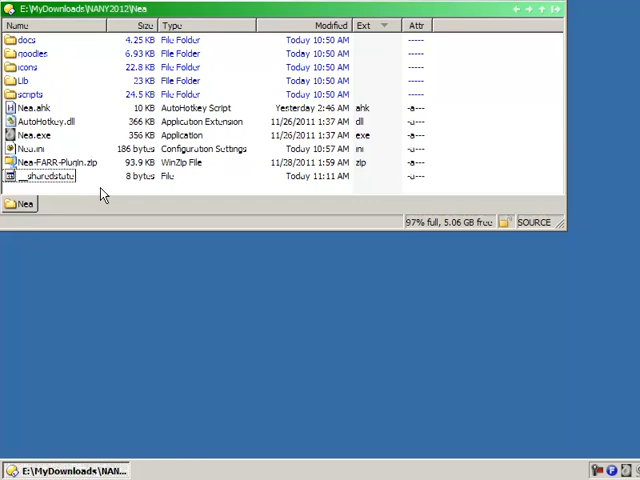 E:\MyDownloads\NANY2012\Nea
Name Size Type Modified Ext Attr
docs 4.25 KB File Folder Today 10:50 AM -----
goodies 6.93 KB File Folder Today 10:50 AM -----
icons 22.8 KB File Folder Today 10:50 AM -----
Lib 23 KB File Folder Today 10:50 AM -----
scripts 24.5 KB File Folder Today 10:50 AM -----
Nea.ahk 10 KB AutoHotkey Script Yesterday 2:46 AM ahk -a---
AutoHotkey.dll 366 KB Application Extension 11/26/2011 1:37 AM dll -a---
Nea.exe 356 KB Application 11/26/2011 1:37 AM exe -a---
Nea.ini 186 bytes Configuration Settings Today 10:57 AM ini -a---
Nea-FARR-Plugin.zip 93.9 KB WinZip File 11/28/2011 1:59 AM zip -a---
__sharedstate 8 bytes File Today 11:11 AM -a---
Nea
97% full, 5.06 GB free SOURCE
E:\MyDownloads\NAN...